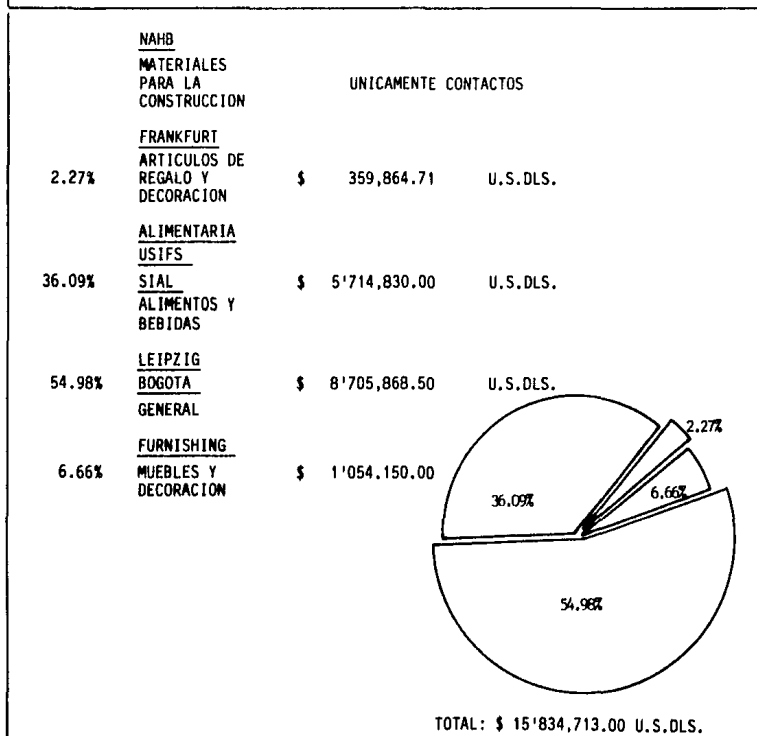 NAHB
MATERIALES
PARA LA UNICAMENTE CONTACTOS
CONSTRUCCION
FRANKFURT
ARTICULOS DE
2.27% REGALO Y $ 359,864.71 U.S.DLS.
DECORACION
ALIMENTARIA
USIFS
36.09% SIAL $ 5'714,830.00 U.S.DLS.
ALIMENTOS Y
BEBIDAS
LEIPZIG
54.98% BOGOTA $ 8'705,868.50 U.S.DLS.
GENERAL
FURNISHING
6.66% MUEBLES Y $ 1'054.150.00
DECORACION
2.27%
36.09%
6.66%
54.98%
TOTAL: $ 15'834,713.00 U.S.DLS.